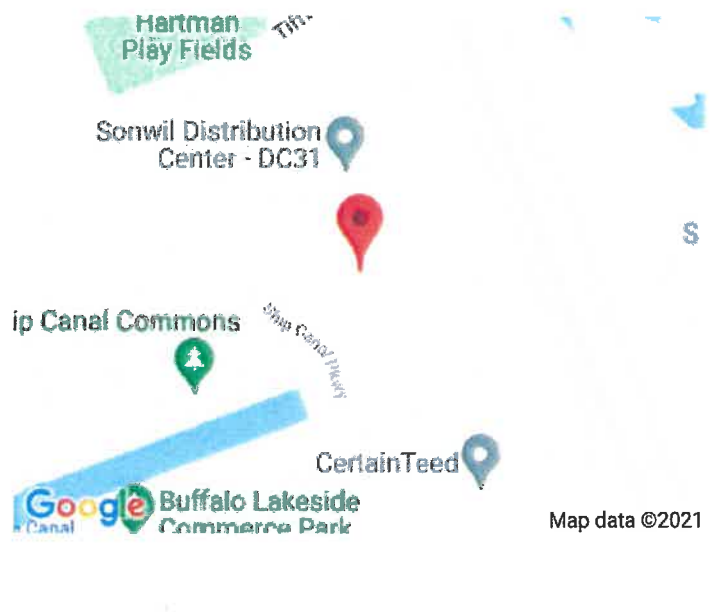 Hartman
Play Fields
Sonwil Distribution
Center - DC31
S
ip Canal Commons
Ship Canal Pkwy
CertainTeed
Google
Canal
Buffalo Lakeside
Commerce Park
Map data ©2021